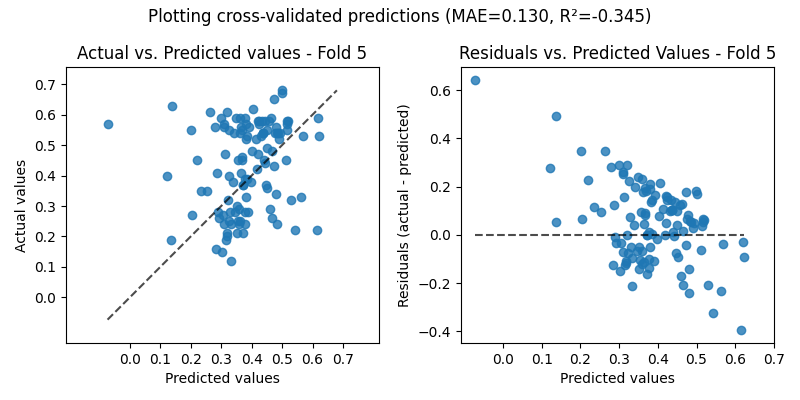 Plotting cross-validated predictions (MAE=0.130, R²=-0.345)
Actual vs. Predicted values - Fold 5
Actual values
0.7
0.6
0.5
0.4
0.3
0.2
0.1
0.0
0.0 0.1 0.2 0.3 0.4 0.5 0.6 0.7
Predicted values
Residuals vs. Predicted Values - Fold 5
Residuals (actual - predicted)
0.6
0.4
0.2
0.0
−0.2
−0.4
0.0 0.1 0.2 0.3 0.4 0.5 0.6 0.7
Predicted values